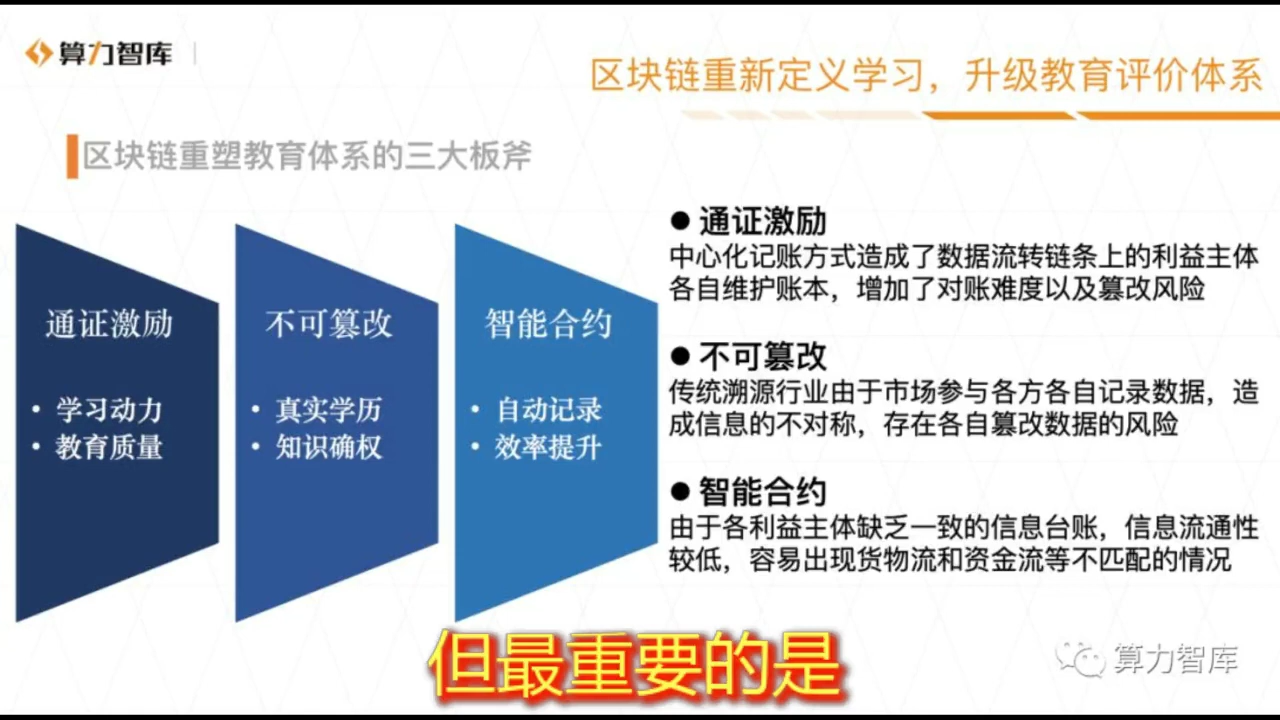 算力智库
区块链重新定义学习，升级教育评价体系
区块链重塑教育体系的三大板斧
通证激励
• 学习动力
• 教育质量
不可篡改
• 真实学历
• 知识确权
智能合约
• 自动记录
• 效率提升
● 通证激励
中心化记账方式造成了数据流转链条上的利益主体
各自维护账本，增加了对账难度以及篡改风险
● 不可篡改
传统溯源行业由于市场参与各方各自记录数据，造
成信息的不对称，存在各自篡改数据的风险
● 智能合约
由于各利益主体缺乏一致的信息台账，信息流通性
较低，容易出现货物流和资金流等不匹配的情况
但最重要的是
算力智库